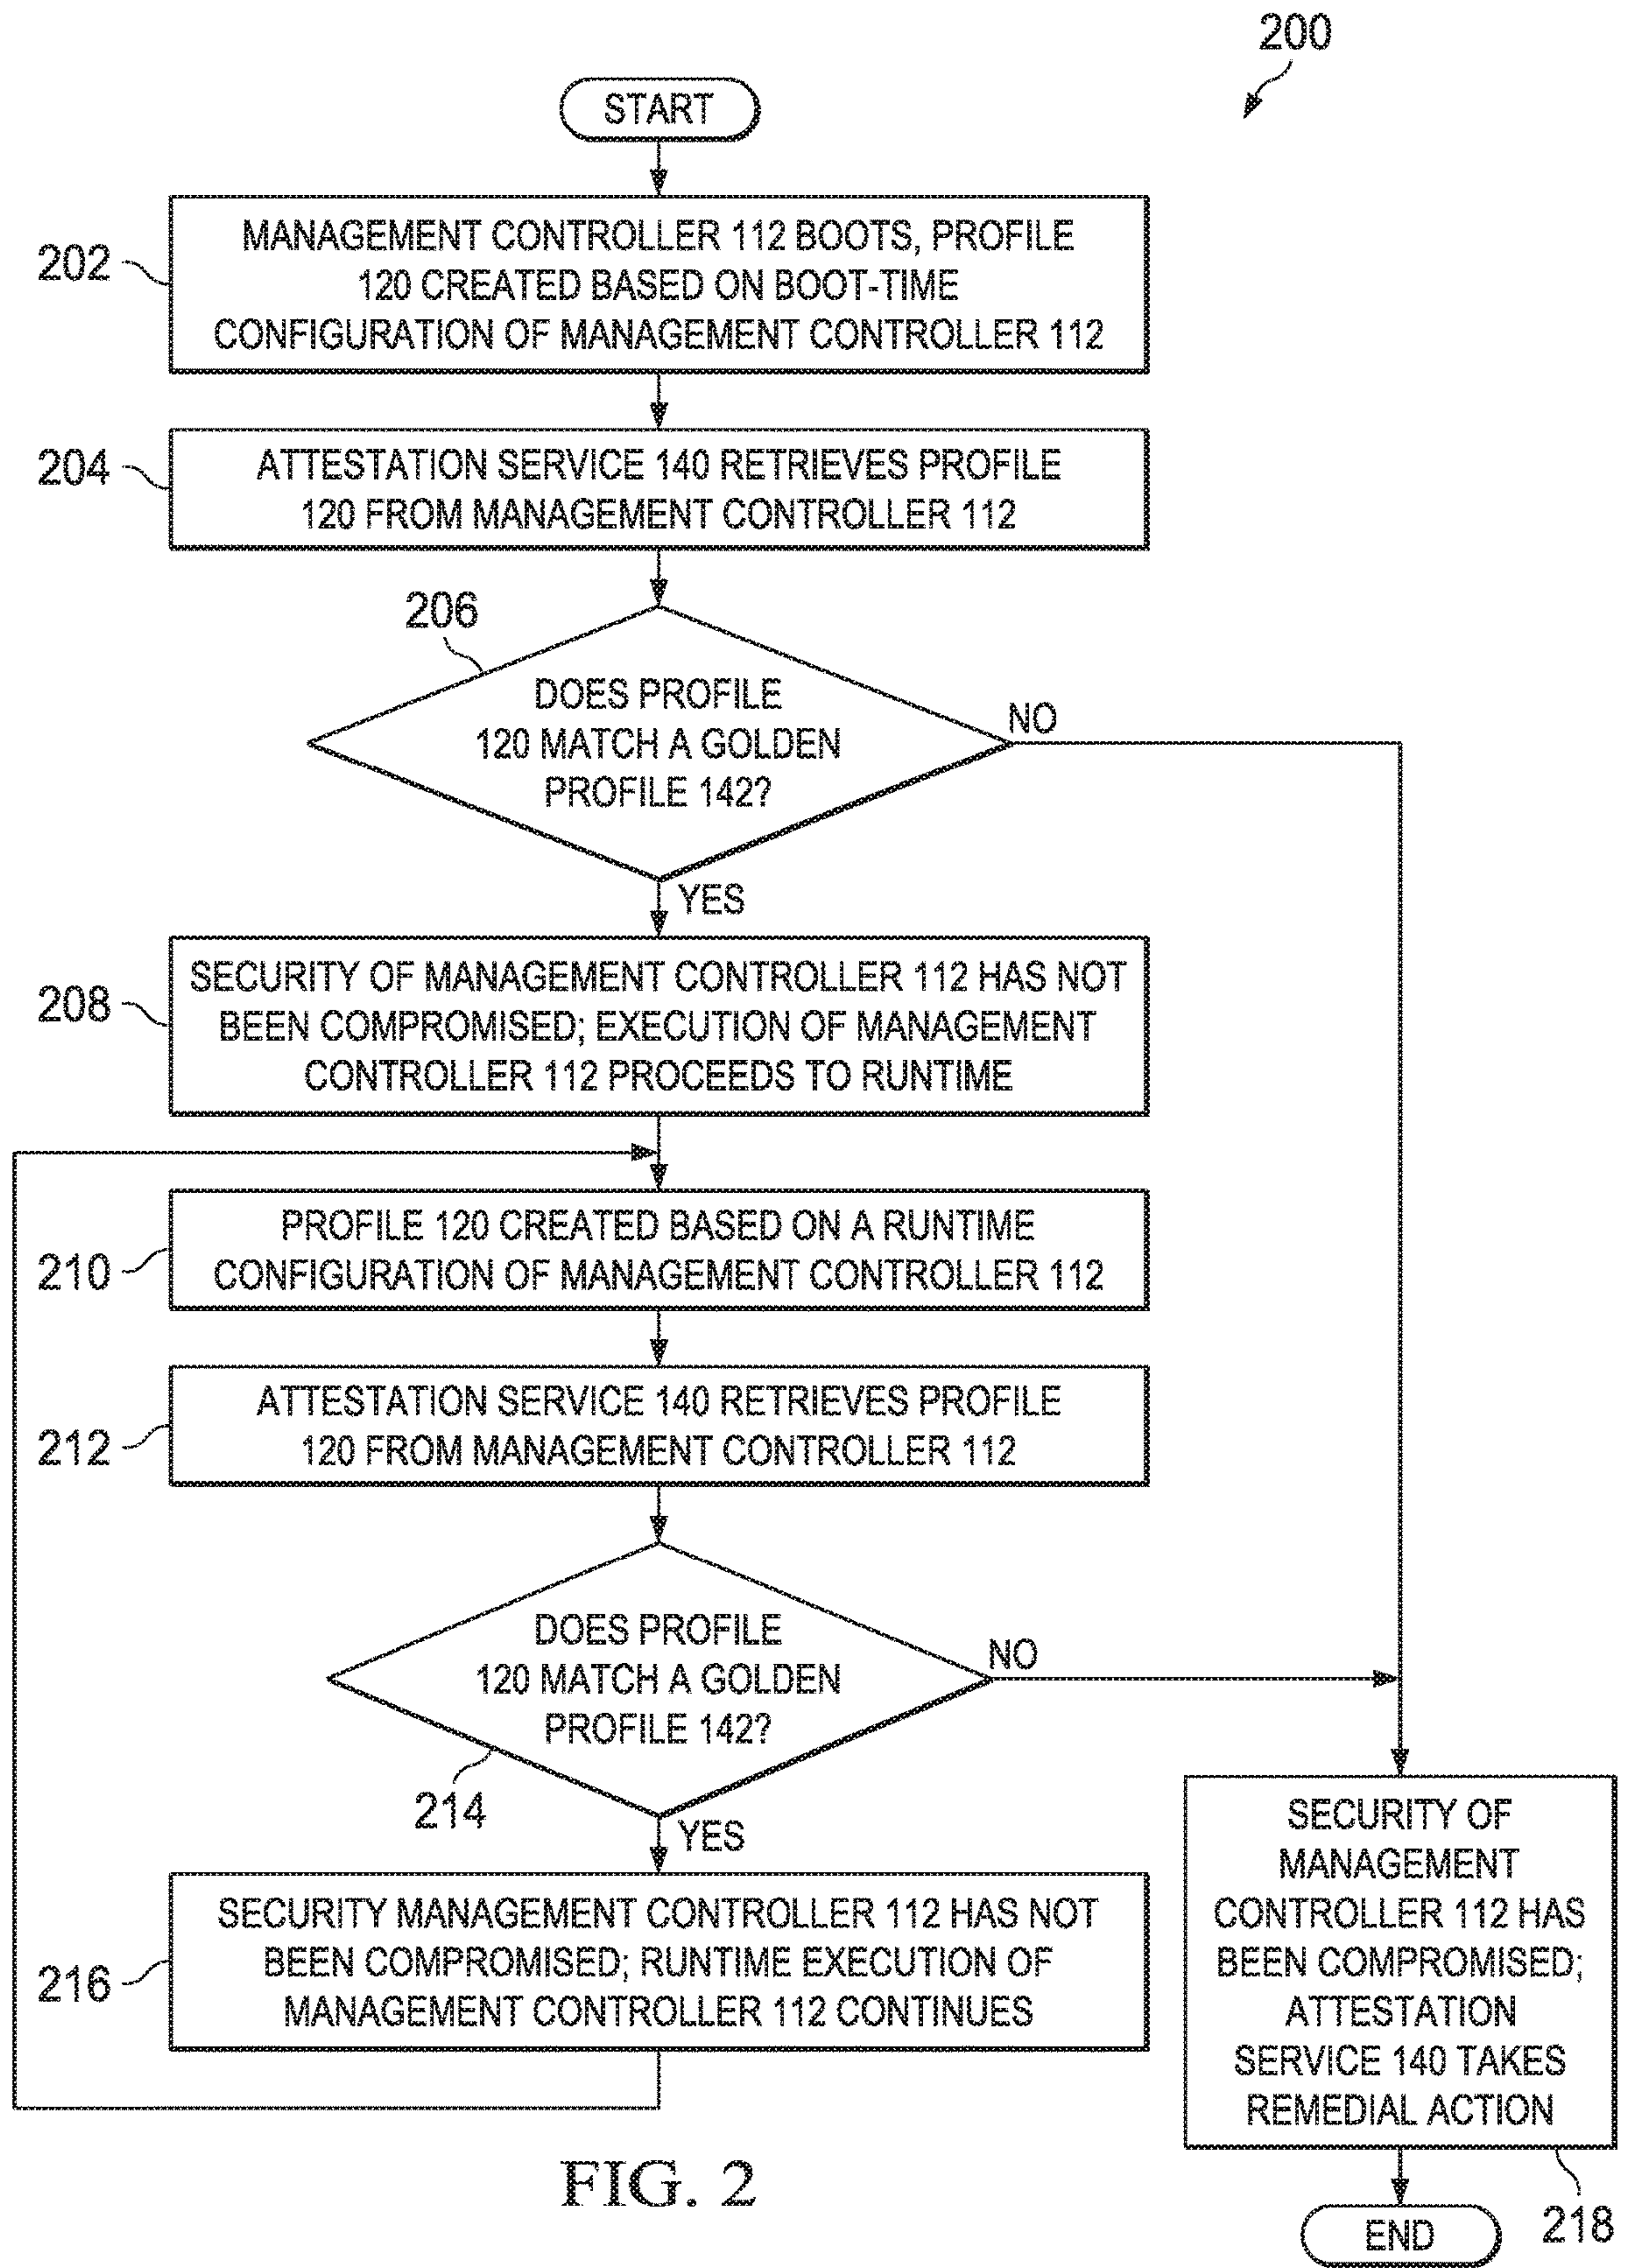 200
START
202
MANAGEMENT CONTROLLER 112 BOOTS, PROFILE
120 CREATED BASED ON BOOT-TIME
CONFIGURATION OF MANAGEMENT CONTROLLER 112
204
ATTESTATION SERVICE 140 RETRIEVES PROFILE
120 FROM MANAGEMENT CONTROLLER 112
206
DOES PROFILE
120 MATCH A GOLDEN
PROFILE 142?
NO
YES
208
SECURITY OF MANAGEMENT CONTROLLER 112 HAS NOT
BEEN COMPROMISED; EXECUTION OF MANAGEMENT
CONTROLLER 112 PROCEEDS TO RUNTIME
210
PROFILE 120 CREATED BASED ON A RUNTIME
CONFIGURATION OF MANAGEMENT CONTROLLER 112
212
ATTESTATION SERVICE 140 RETRIEVES PROFILE
120 FROM MANAGEMENT CONTROLLER 112
DOES PROFILE
120 MATCH A GOLDEN
PROFILE 142?
NO
214
YES
216
SECURITY MANAGEMENT CONTROLLER 112 HAS NOT
BEEN COMPROMISED; RUNTIME EXECUTION OF
MANAGEMENT CONTROLLER 112 CONTINUES
SECURITY OF
MANAGEMENT
CONTROLLER 112 HAS
BEEN COMPROMISED;
ATTESTATION
SERVICE 140 TAKES
REMEDIAL ACTION
218
END
FIG. 2